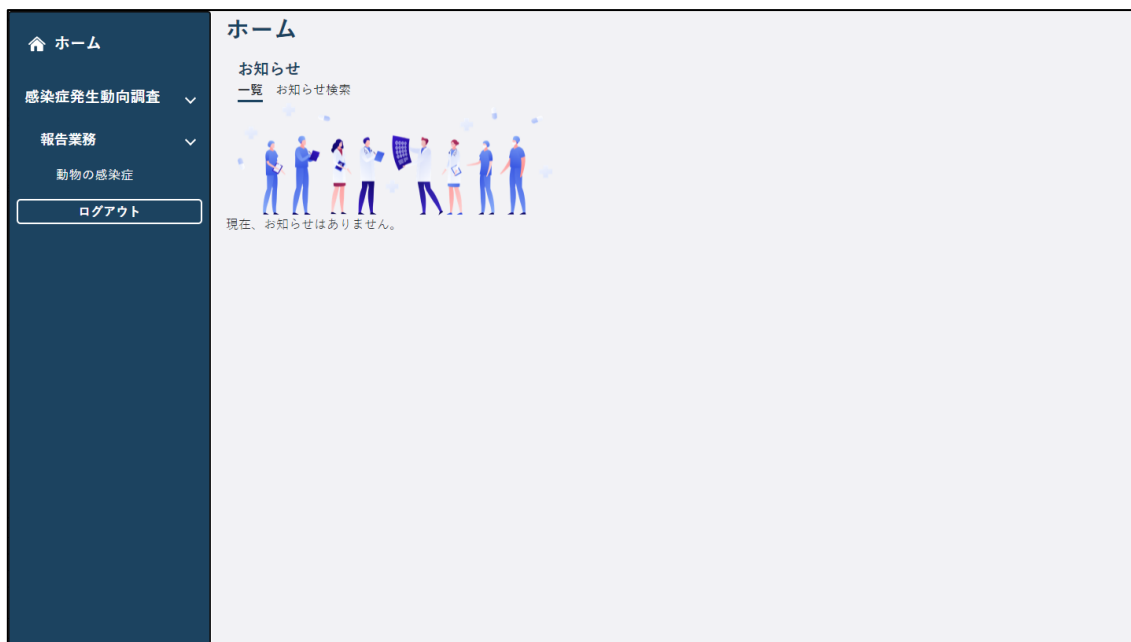 ホーム
感染症発生動向調査
報告業務
動物の感染症
ログアウト
ホーム
お知らせ
一覧 お知らせ検索
現在、お知らせはありません。